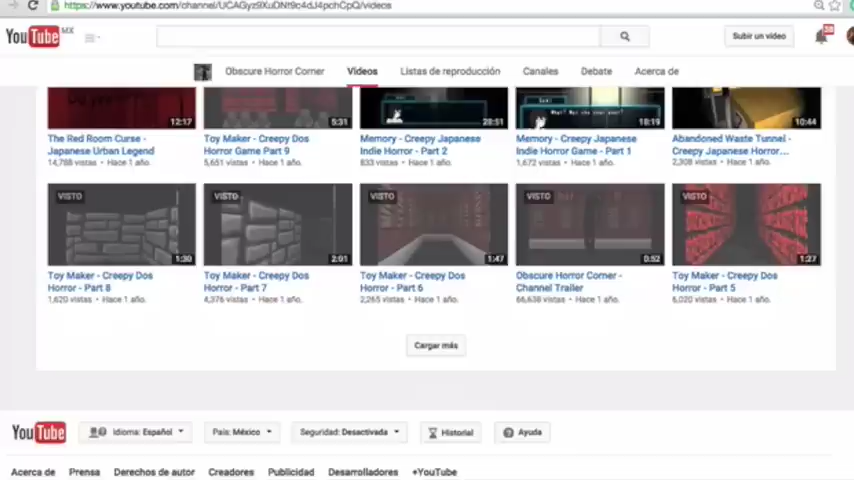 https://www.youtube.com/channel/UCAGyz9XuDNt9c4dJ4pchCpQ/videos
YouTube MX
Subir un video
Obscure Horror Corner
Videos
Listas de reproducción
Canales
Debate
Acerca de
12:17
5:31
28:51
18:19
10:44
The Red Room Curse -
Japanese Urban Legend
14,788 vistas • Hace 1 año.
Toy Maker - Creepy Dos
Horror Game Part 9
5,651 vistas • Hace 1 año.
Memory - Creepy Japanese
Indie Horror - Part 2
833 vistas • Hace 1 año.
Memory - Creepy Japanese
Indie Horror Game - Part 1
1,672 vistas • Hace 1 año.
Abandoned Waste Tunnel -
Creepy Japanese Horror...
2,308 vistas • Hace 1 año.
VISTO
1:30
VISTO
2:01
VISTO
1:47
VISTO
0:52
VISTO
1:27
Toy Maker - Creepy Dos
Horror - Part 8
1,620 vistas • Hace 1 año.
Toy Maker - Creepy Dos
Horror - Part 7
4,376 vistas • Hace 1 año.
Toy Maker - Creepy Dos
Horror - Part 6
2,265 vistas • Hace 1 año.
Obscure Horror Corner -
Channel Trailer
66,638 vistas • Hace 1 año.
Toy Maker - Creepy Dos
Horror - Part 5
6,020 vistas • Hace 1 año.
Cargar más
YouTube
Idioma: Español
País: México
Seguridad: Desactivada
Historial
Ayuda
Acerca de
Prensa
Derechos de autor
Creadores
Publicidad
Desarrolladores
+YouTube